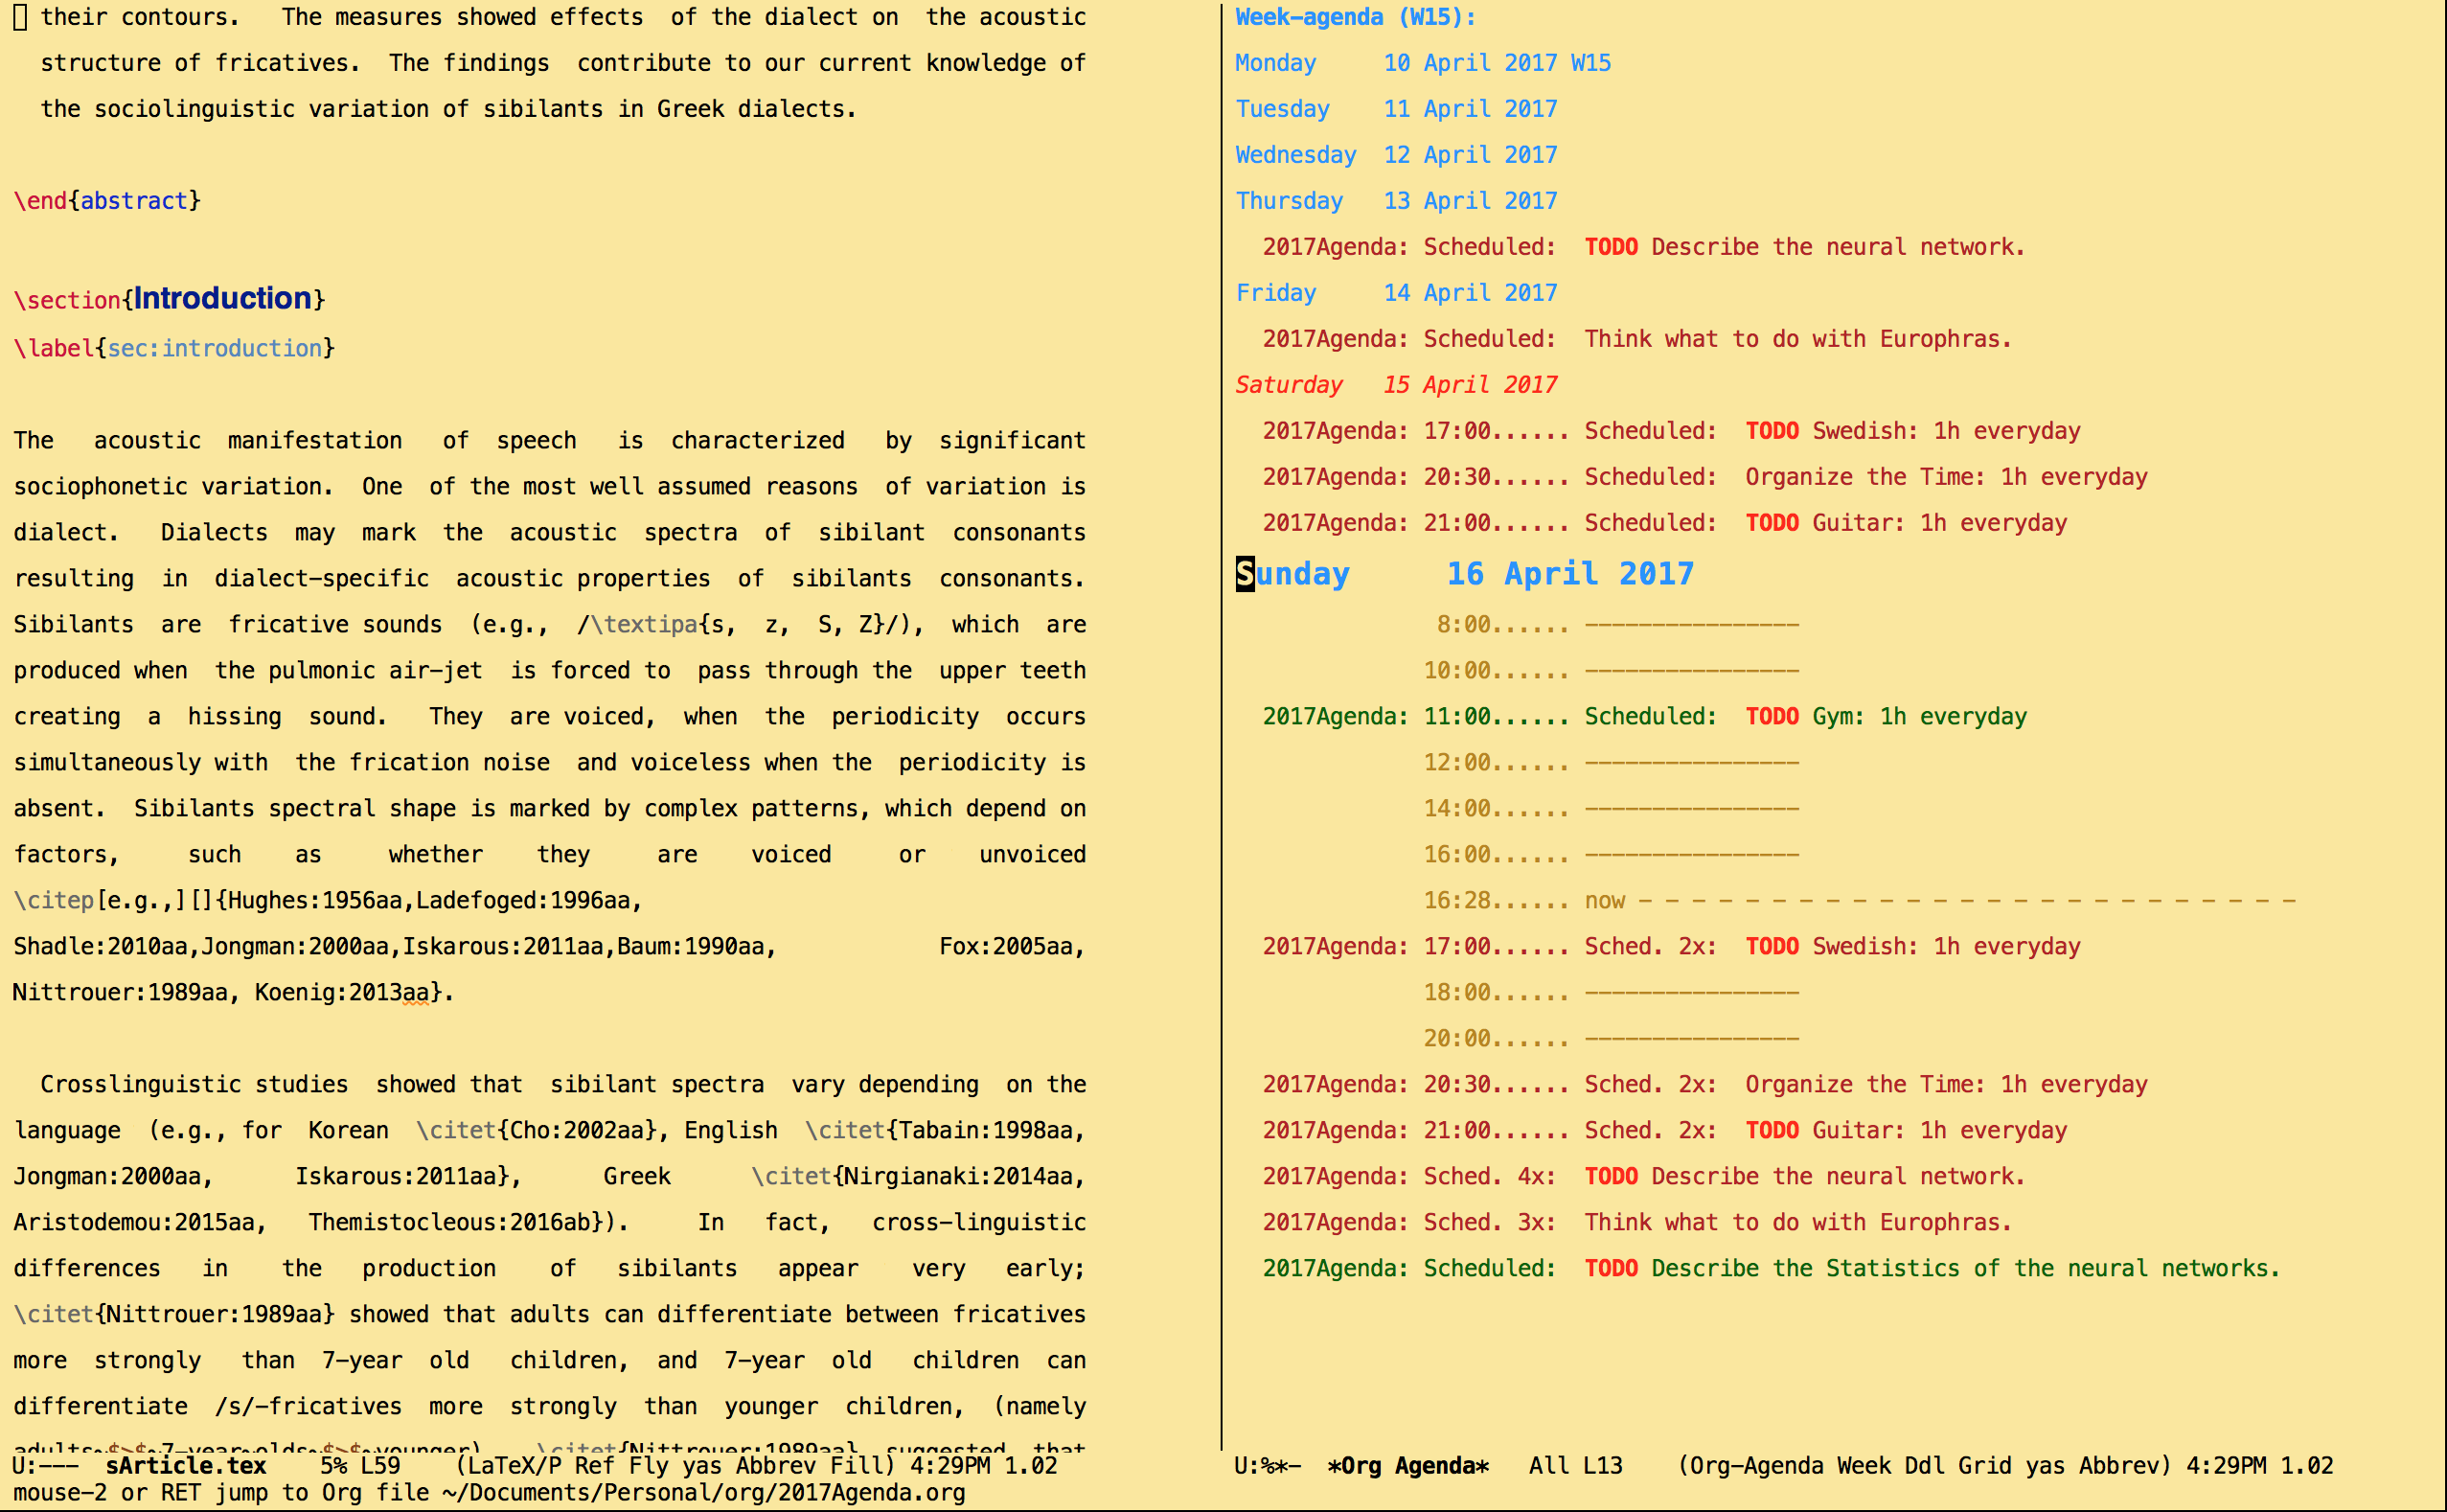 their contours. The measures showed effects of the dialect on the acoustic
structure of fricatives. The findings contribute to our current knowledge of
the sociolinguistic variation of sibilants in Greek dialects.
\end{abstract}
\section{Introduction}
\label{sec:introduction}
The acoustic manifestation of speech is characterized by significant
sociophonetic variation. One of the most well assumed reasons of variation is
dialect. Dialects may mark the acoustic spectra of sibilant consonants
resulting in dialect-specific acoustic properties of sibilants consonants.
Sibilants are fricative sounds (e.g., /\textipa{s, z, S, Z}/), which are
produced when the pulmonic air-jet is forced to pass through the upper teeth
creating a hissing sound. They are voiced, when the periodicity occurs
simultaneously with the frication noise and voiceless when the periodicity is
absent. Sibilants spectral shape is marked by complex patterns, which depend on
factors, such as whether they are voiced or unvoiced
\citep[e.g.,][]{Hughes:1956aa,Ladefoged:1996aa,
Shadle:2010aa,Jongman:2000aa,Iskarous:2011aa,Baum:1990aa, Fox:2005aa,
Nittrouer:1989aa, Koenig:2013aa}.
Crosslinguistic studies showed that sibilant spectra vary depending on the
language (e.g., for Korean \citet{Cho:2002aa}, English \citet{Tabain:1998aa,
Jongman:2000aa, Iskarous:2011aa}, Greek \citet{Nirgianaki:2014aa,
Aristodemou:2015aa, Themistocleous:2016ab}). In fact, cross-linguistic
differences in the production of sibilants appear very early;
\citet{Nittrouer:1989aa} showed that adults can differentiate between fricatives
more strongly than 7-year old children, and 7-year old children can
differentiate /s/-fricatives more strongly than younger children, (namely
adults~$>$~7-year~olds~$>$~younger). \citet{Nittrouer:1989aa} suggested that
U:--- sArticle.tex 5% L59 (LaTeX/P Ref Fly yas Abbrev Fill) 4:29PM 1.02
Week-agenda (W15):
Monday 10 April 2017 W15
Tuesday 11 April 2017
Wednesday 12 April 2017
Thursday 13 April 2017
2017Agenda: Scheduled: TODO Describe the neural network.
Friday 14 April 2017
2017Agenda: Scheduled: Think what to do with Europhras.
Saturday 15 April 2017
2017Agenda: 17:00...... Scheduled: TODO Swedish: 1h everyday
2017Agenda: 20:30...... Scheduled: Organize the Time: 1h everyday
2017Agenda: 21:00...... Scheduled: TODO Guitar: 1h everyday
Sunday 16 April 2017
8:00...... ----------------
10:00...... ----------------
2017Agenda: 11:00...... Scheduled: TODO Gym: 1h everyday
12:00...... ----------------
14:00...... ----------------
16:00...... ----------------
16:28...... now - - - - - - - - - - - - - - - - - - - - - - - - -
2017Agenda: 17:00...... Sched. 2x: TODO Swedish: 1h everyday
18:00...... ----------------
20:00...... ----------------
2017Agenda: 20:30...... Sched. 2x: Organize the Time: 1h everyday
2017Agenda: 21:00...... Sched. 2x: TODO Guitar: 1h everyday
2017Agenda: Sched. 4x: TODO Describe the neural network.
2017Agenda: Sched. 3x: Think what to do with Europhras.
2017Agenda: Scheduled: TODO Describe the Statistics of the neural networks.
U:%*- *Org Agenda* All L13 (Org-Agenda Week Ddl Grid yas Abbrev) 4:29PM 1.02
mouse-2 or RET jump to Org file ~/Documents/Personal/org/2017Agenda.org